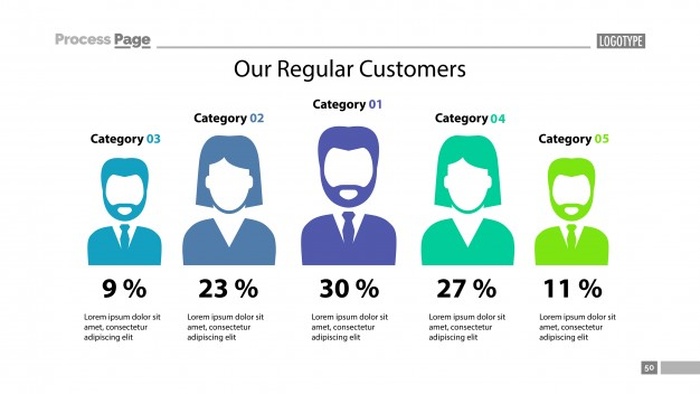 Process Page
LOGOTYPE
Our Regular Customers
Category 01
Category 02
Category 04
Category 03
Category 05
9 %
23 %
30 %
27 %
11 %
Lorem ipsum dolor sit
amet, consectetur
adipiscing elit
Lorem ipsum dolor sit
amet, consectetur
adipiscing elit
Lorem ipsum dolor sit
amet, consectetur
adipiscing elit
Lorem ipsum dolor sit
amet, consectetur
adipiscing elit
Lorem ipsum dolor sit
amet, consectetur
adipiscing elit
50